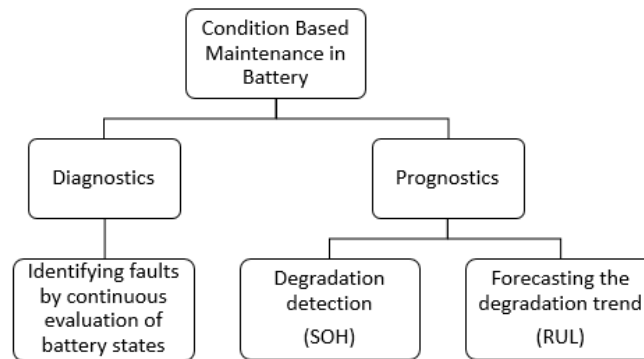 Condition Based
Maintenance in
Battery
Diagnostics
Prognostics
Identifying faults
by continuous
evaluation of
battery states
Degradation
detection
(SOH)
Forecasting the
degradation trend
(RUL)